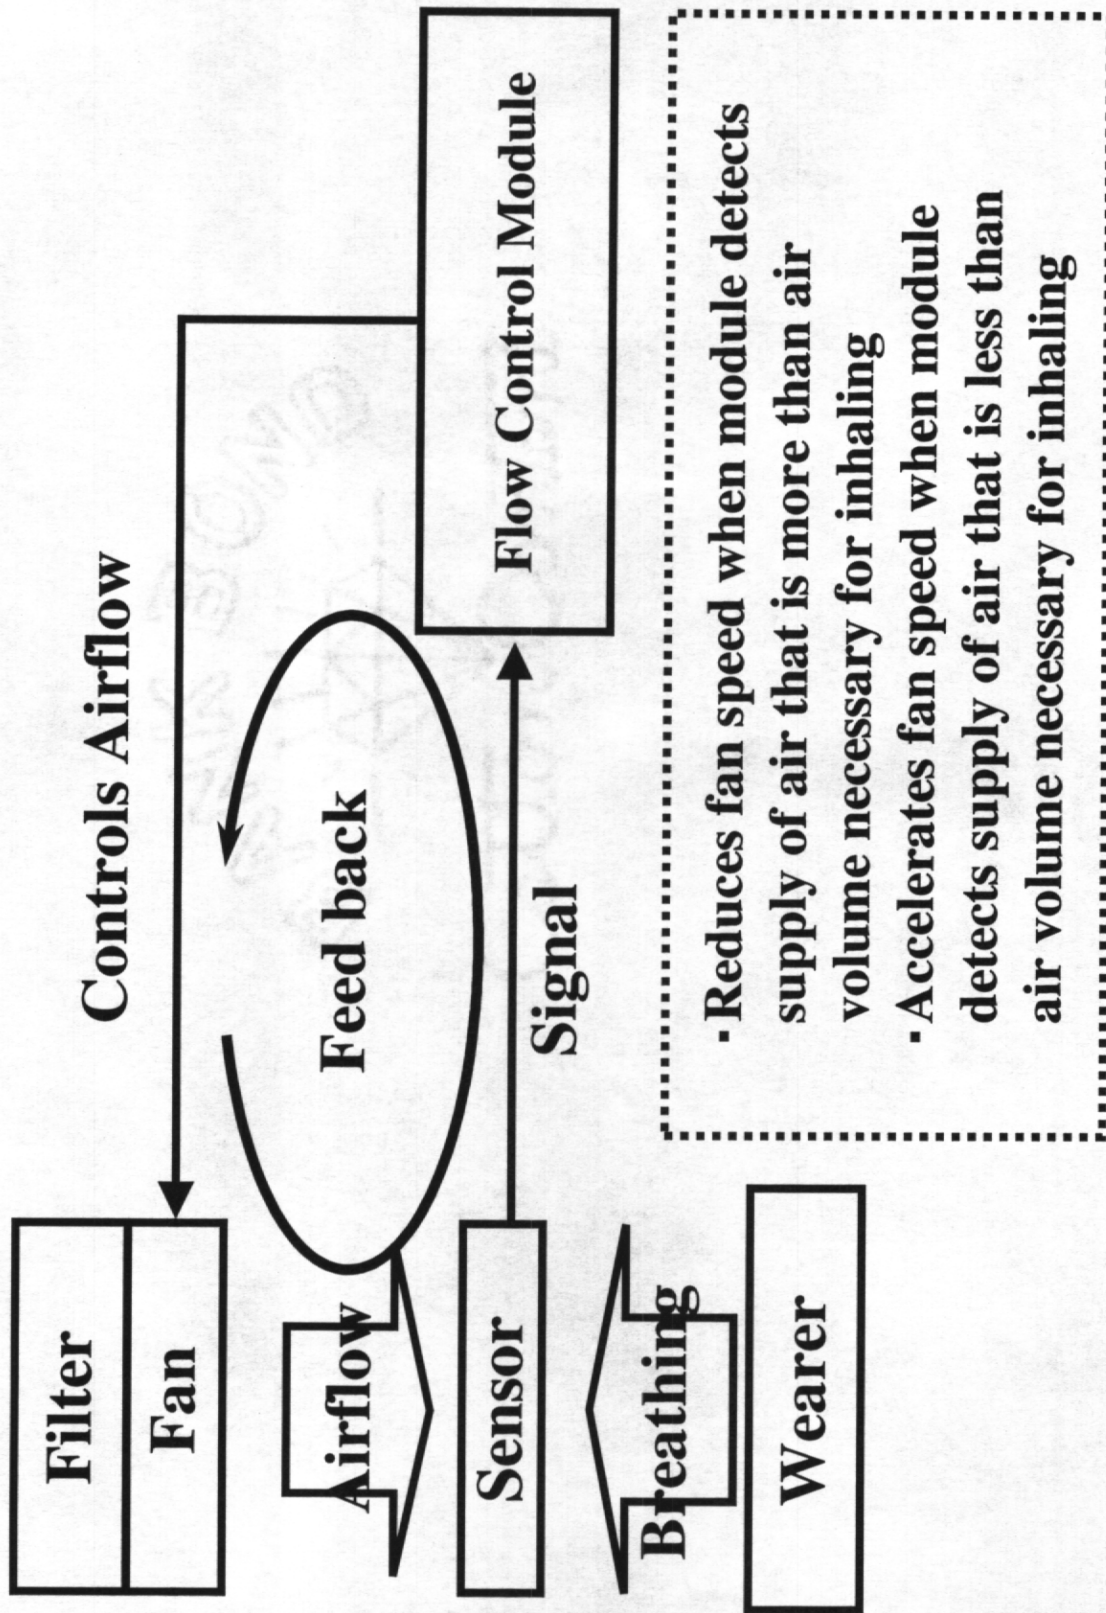 Filter
Fan
Controls Airflow
Airflow
Feed back
Sensor
Signal
Flow Control Module
Breathing
Wearer
▪Reduces fan speed when module detects
supply of air that is more than air
volume necessary for inhaling
▪Accelerates fan speed when module
detects supply of air that is less than
air volume necessary for inhaling